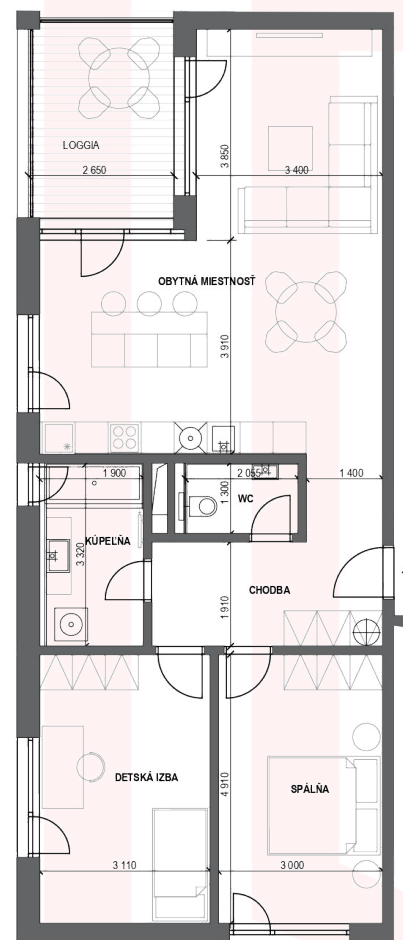 LOGGIA
2 650
3 850
3 400
OBYTNÁ MIESTNOSŤ
3 910
1 900
2 055
1 400
1 300
WC
KÚPEĽŇA
3 320
1 910
CHODBA
DETSKÁ IZBA
4 910
SPÁLŇA
3 110
3 000